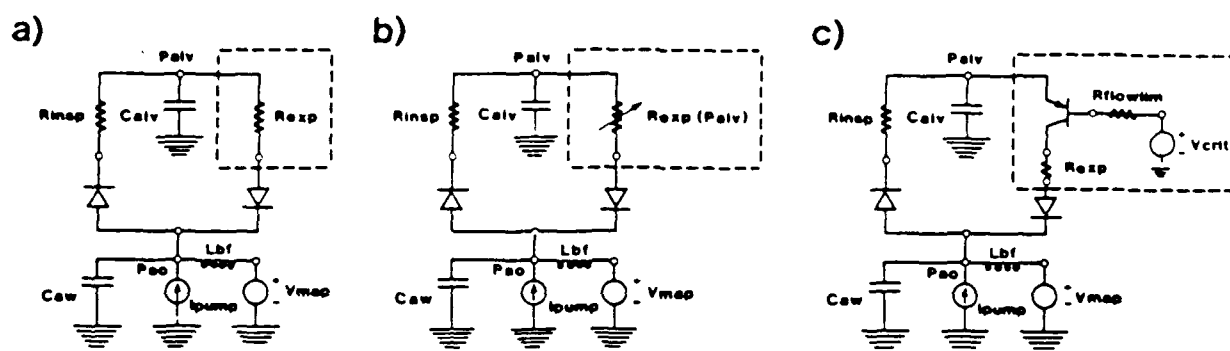 a)
Palv
Rinsp
Calv
Rexp
Lbf
Pao
Caw
Ipump
+
-
Vmap
b)
Palv
Rinsp
Calv
Rexp (Palv)
Lbf
Pao
Caw
Ipump
+
-
Vmap
c)
Palv
Rflowlim
Rinsp
Calv
+
-
Vcrit
Rexp
Lbf
Pao
Caw
Ipump
+
-
Vmap